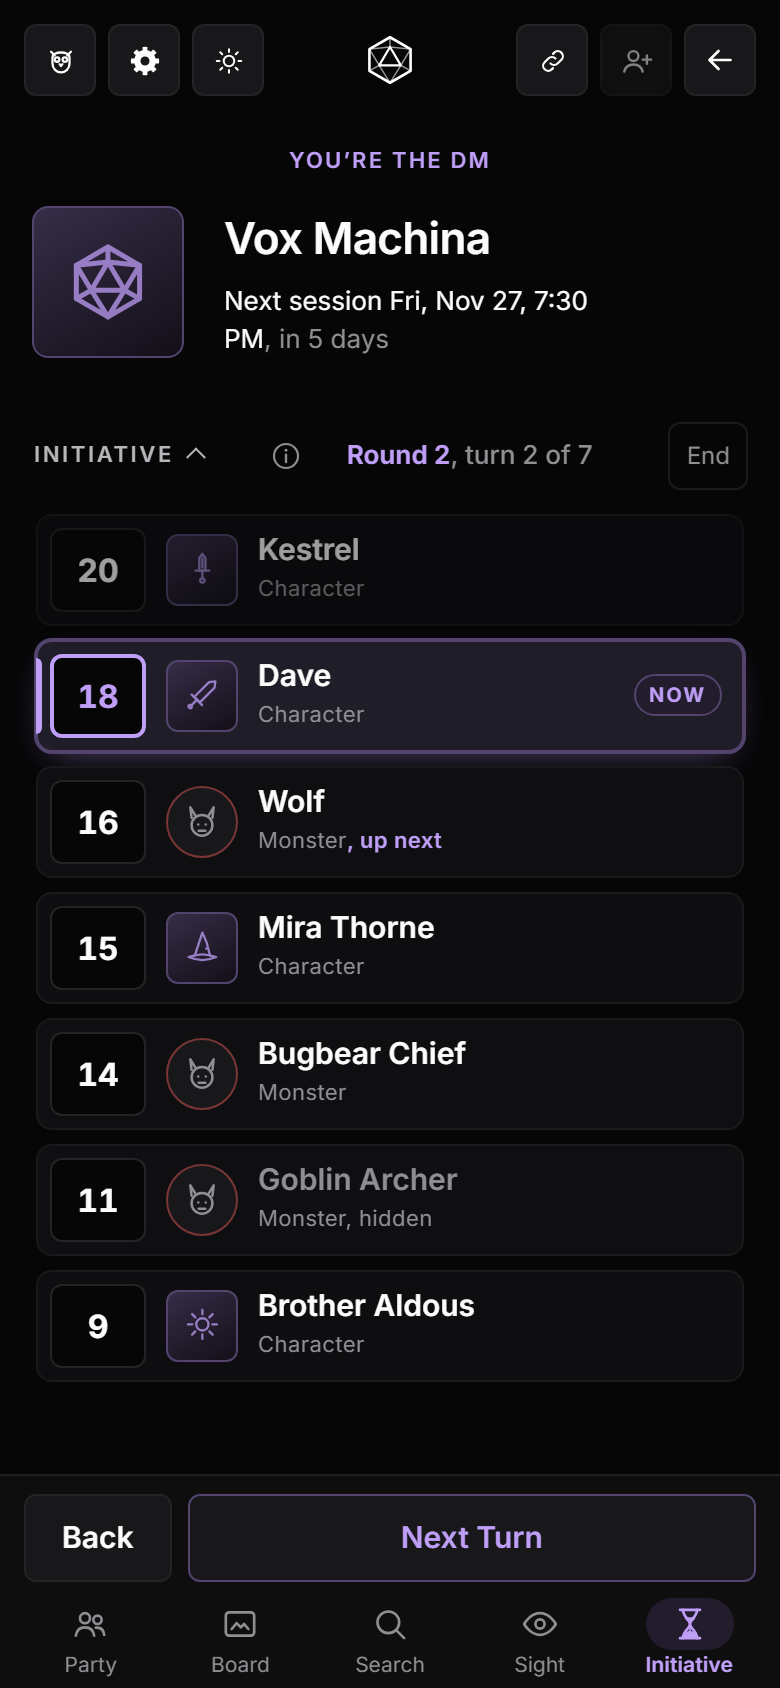 YOU’RE THE DM
Vox Machina
Next session Fri, Nov 27, 7:30
PM, in 5 days
INITIATIVE
Round 2, turn 2 of 7
End
20
Kestrel
Character
18
Dave
Character
NOW
16
Wolf
Monster, up next
15
Mira Thorne
Character
14
Bugbear Chief
Monster
11
Goblin Archer
Monster, hidden
9
Brother Aldous
Character
Back
Next Turn
Party
Board
Search
Sight
Initiative